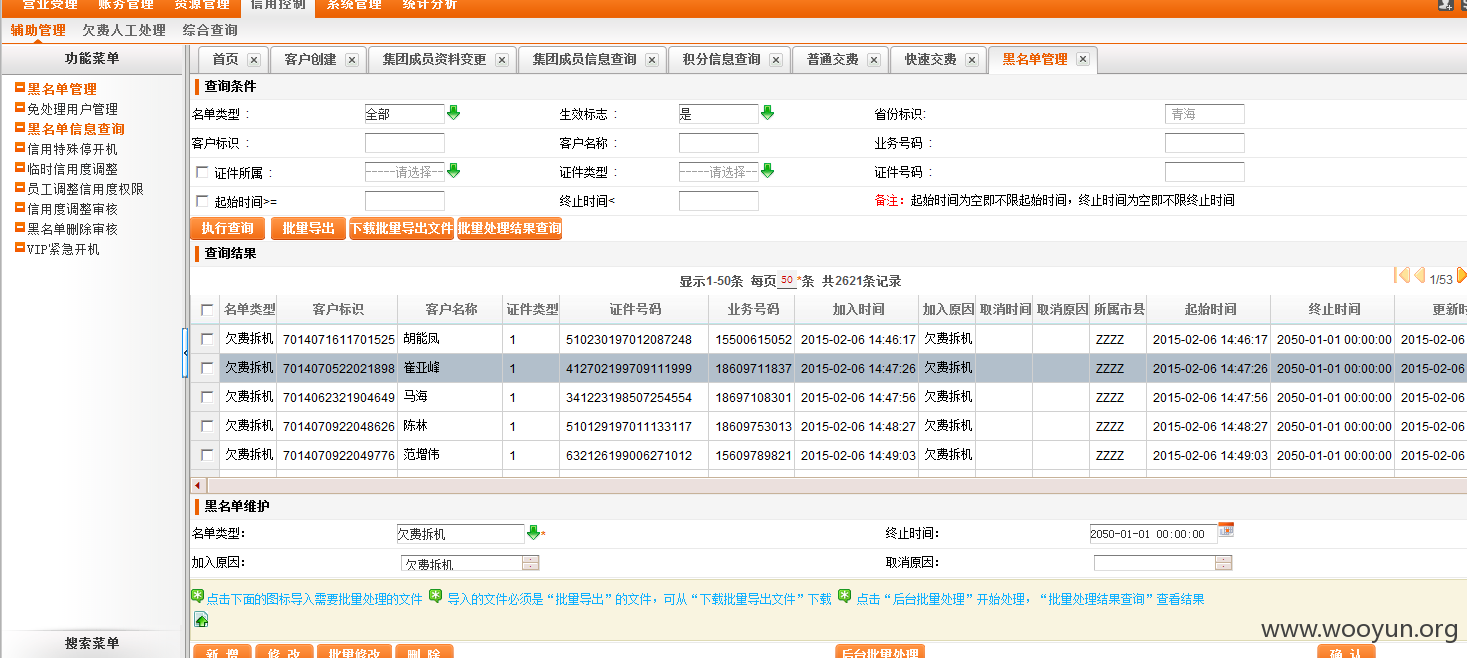 营业受理 账务管理 资源管理 信用控制 系统管理 统计分析
辅助管理 欠费人工处理 综合查询
功能菜单
黑名单管理
免处理用户管理
黑名单信息查询
信用特殊停开机
临时信用度调整
员工调整信用度权限
信用度调整审核
黑名单删除审核
VIP紧急开机
搜索菜单
首页 客户创建 集团成员资料变更 集团成员信息查询 积分信息查询 普通交费 快速交费 黑名单管理
查询条件
名单类型: 全部 生效标志: 是 省份标识: 青海
客户标识: 客户名称: 业务号码:
证件所属: -----请选择-- 证件类型: -----请选择-- 证件号码:
起始时间>= 终止时间< 备注: 起始时间为空即不限起始时间，终止时间为空即不限终止时间
执行查询 批量导出 下载批量导出文件 批量处理结果查询
查询结果
显示1-50条 每页 50 *条 共2621条记录 1/53
名单类型 客户标识 客户名称 证件类型 证件号码 业务号码 加入时间 加入原因 取消时间 取消原因 所属市县 起始时间 终止时间 更新时
欠费拆机 7014071611701525 胡能凤 1 510230197012087248 15500615052 2015-02-06 14:46:17 欠费拆机 ZZZZ 2015-02-06 14:46:17 2050-01-01 00:00:00 2015-02-06
欠费拆机 7014070522021898 崔亚峰 1 412702199709111999 18609711837 2015-02-06 14:47:26 欠费拆机 ZZZZ 2015-02-06 14:47:26 2050-01-01 00:00:00 2015-02-06
欠费拆机 7014062321904649 马海 1 341223198507254554 18697108301 2015-02-06 14:47:56 欠费拆机 ZZZZ 2015-02-06 14:47:56 2050-01-01 00:00:00 2015-02-06
欠费拆机 7014070922048626 陈林 1 510129197011133117 18609753013 2015-02-06 14:48:27 欠费拆机 ZZZZ 2015-02-06 14:48:27 2050-01-01 00:00:00 2015-02-06
欠费拆机 7014070922049776 范增伟 1 632126199006271012 15609789821 2015-02-06 14:49:03 欠费拆机 ZZZZ 2015-02-06 14:49:03 2050-01-01 00:00:00 2015-02-06
黑名单维护
名单类型: 欠费拆机 * 终止时间: 2050-01-01 00:00:00
加入原因: 欠费拆机 取消原因:
点击下面的图标导入需要批量处理的文件 导入的文件必须是“批量导出”的文件，可从“下载批量导出文件”下载 点击“后台批量处理”开始处理，“批量处理结果查询”查看结果
www.wooyun.org
新 增 修 改 批量修改 删 除 后台批量处理 确 认